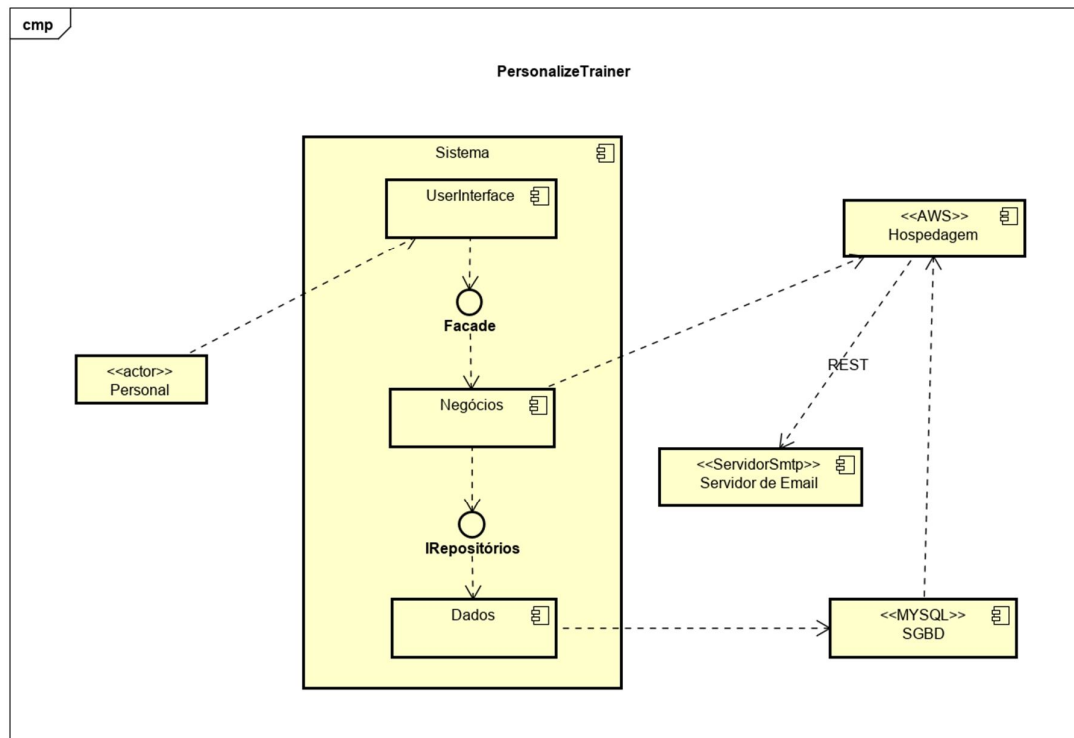 cmp
PersonalizeTrainer
Sistema
UserInterface
<<AWS>>
Hospedagem
Facade
<<actor>>
Personal
REST
Negócios
<<ServidorSmtp>>
Servidor de Email
IRepositórios
Dados
<<MYSQL>>
SGBD